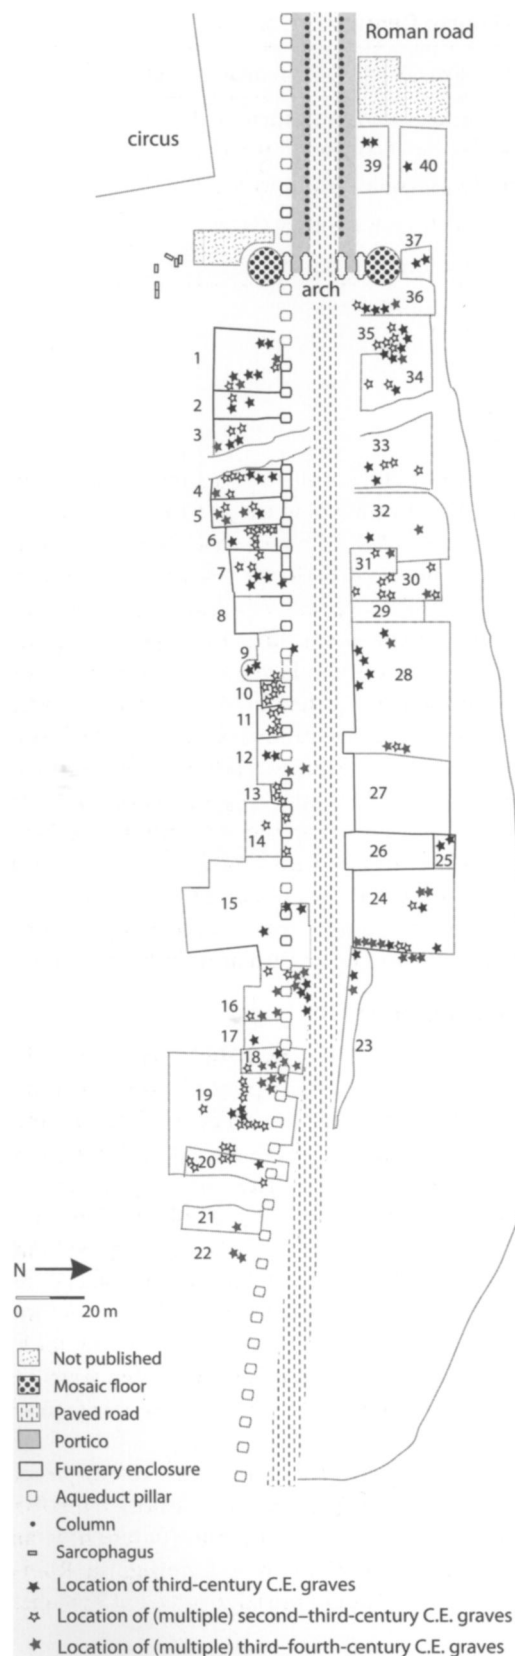 Roman road
circus
39
40
37
arch
36
1
35
34
2
3
33
4
5
32
6
31
7
30
8
29
9
28
10
11
12
27
13
14
26
25
15
24
16
23
17
18
19
20
21
22
N
0 20 m
Not published
Mosaic floor
Paved road
Portico
Funerary enclosure
Aqueduct pillar
Column
Sarcophagus
Location of third-century C.E. graves
Location of (multiple) second–third-century C.E. graves
Location of (multiple) third–fourth-century C.E. graves